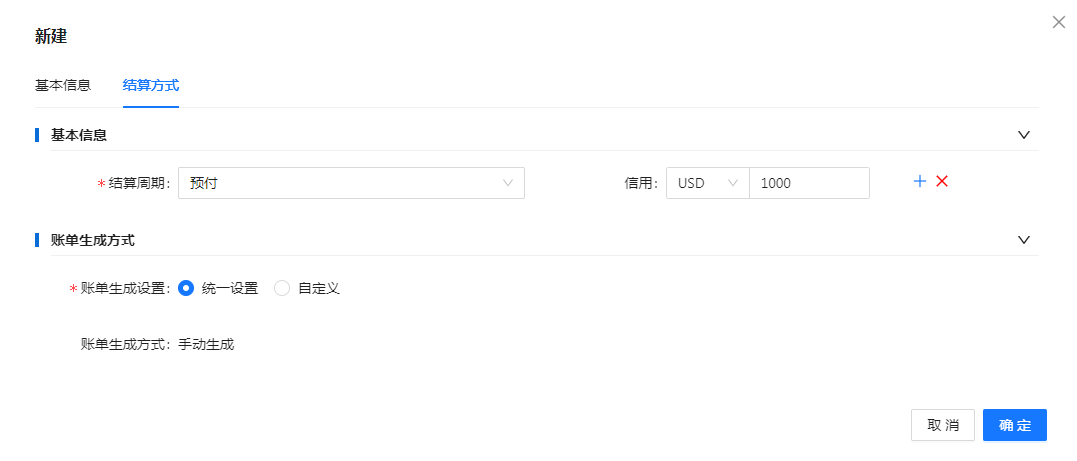 新建
基本信息 结算方式
基本信息
*结算周期: 预付 信用: USD 1000
账单生成方式
*账单生成设置: 统一设置 自定义
账单生成方式: 手动生成
取 消 确 定